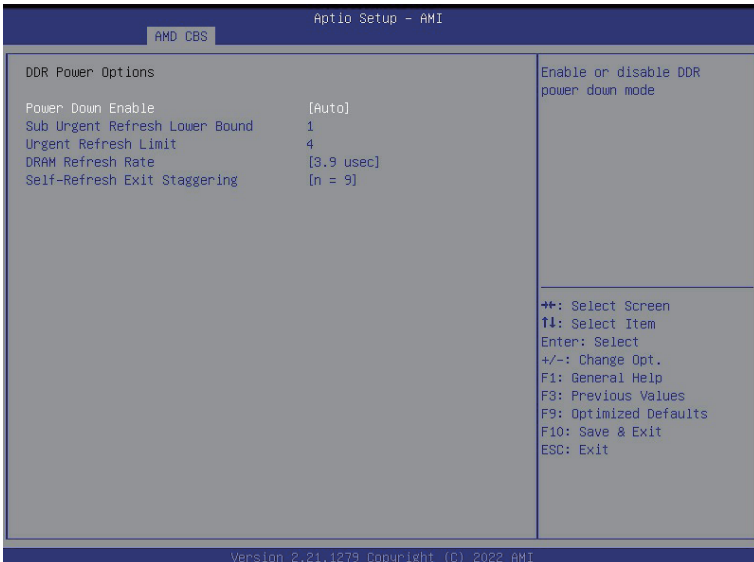 Aptio Setup – AMI
AMD CBS
DDR Power Options
Power Down Enable [Auto]
Sub Urgent Refresh Lower Bound 1
Urgent Refresh Limit 4
DRAM Refresh Rate [3.9 usec]
Self-Refresh Exit Staggering [n = 9]
Enable or disable DDR
power down mode
→←: Select Screen
↑↓: Select Item
Enter: Select
+/-: Change Opt.
F1: General Help
F3: Previous Values
F9: Optimized Defaults
F10: Save & Exit
ESC: Exit
Version 2.21.1279 Copyright (C) 2022 AMI